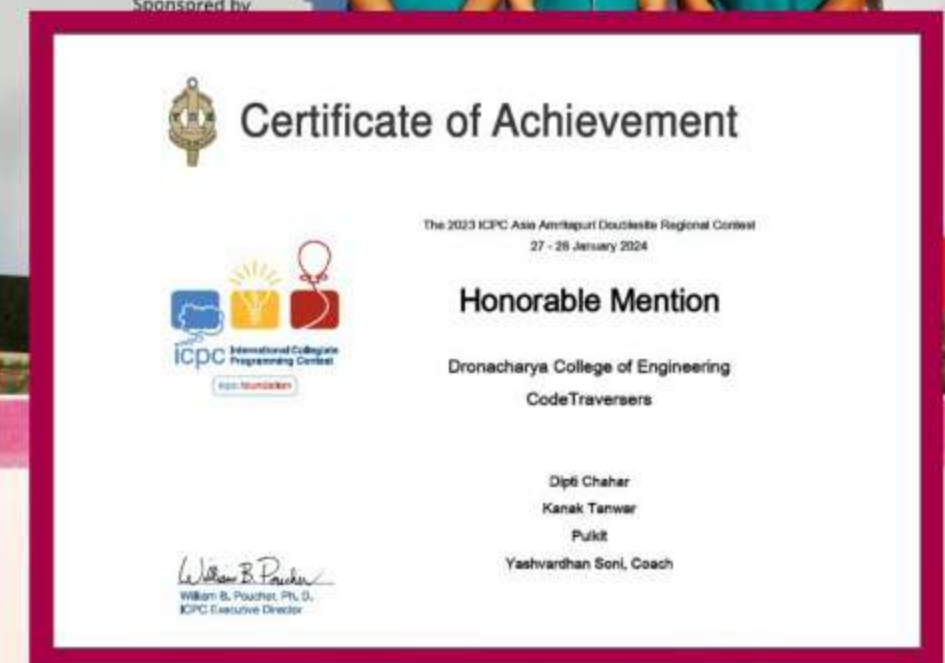 Sponsored by
Certificate of Achievement
The 2023 ICPC Asia Amritapuri Doublesite Regional Contest
27 - 28 January 2024
Honorable Mention
Dronacharya College of Engineering
CodeTraversers
icpc International Collegiate
Programming Contest
icpc foundation
Dipti Chahar
Kanak Tanwar
Pulkit
Yashvardhan Soni, Coach
William B. Poucher
William B. Poucher, Ph. D.
ICPC Executive Director